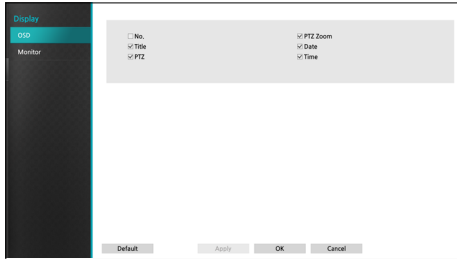 Display
OSD
Monitor
No.
Title
PTZ
PTZ Zoom
Date
Time
Default
Apply
OK
Cancel